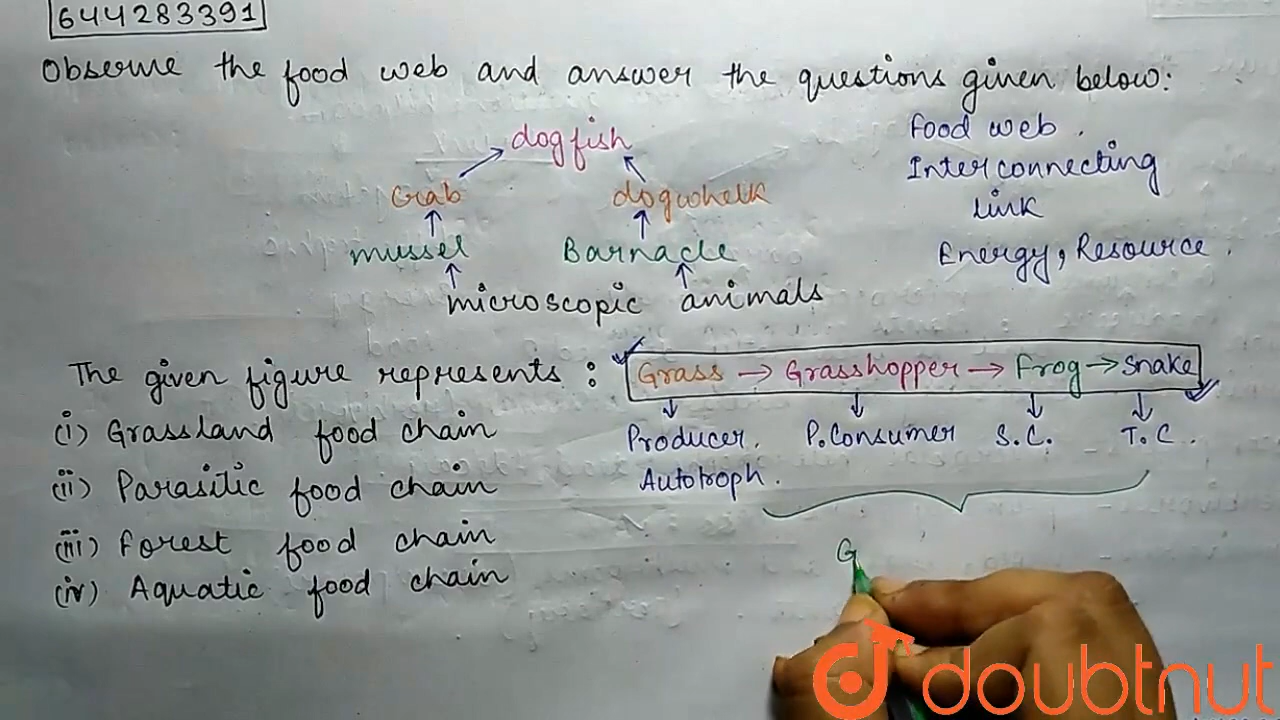 644283391
Observe the food web and answer the questions given below:
dogfish
Crab
dogwhelk
mussel
Barnacle
microscopic animals
Food web.
Interconnecting
Link
Energy, Resource.
The given figure represents:
(i) Grassland food chain
(ii) Parasitic food chain
(iii) Forest food chain
(iv) Aquatic food chain
Grass → Grasshopper → Frog → Snake
Producer. P.Consumer S.C. T.C.
Autotroph.
G
doubtnut